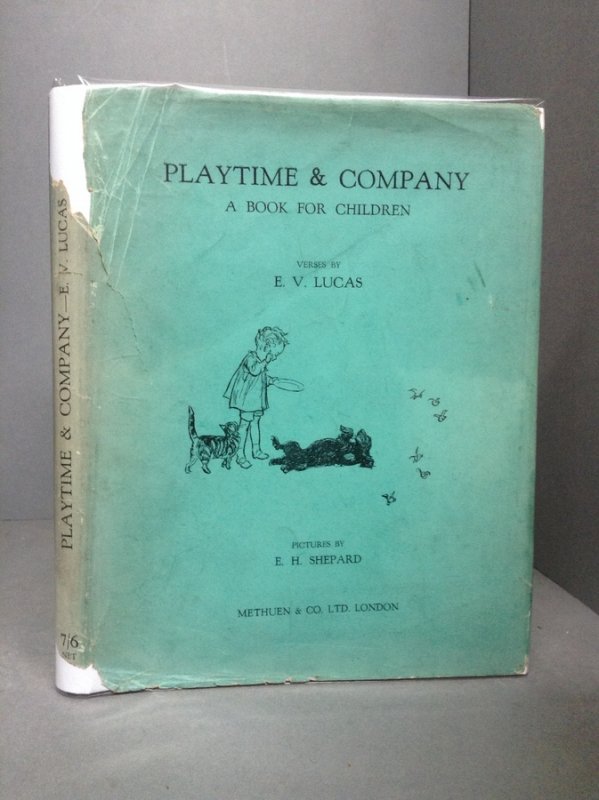 PLAYTIME & COMPANY
A BOOK FOR CHILDREN
VERSES BY
E. V. LUCAS
PICTURES BY
E. H. SHEPARD
METHUEN & CO. LTD. LONDON
PLAYTIME & COMPANY—E. V. LUCAS
7/6
NET